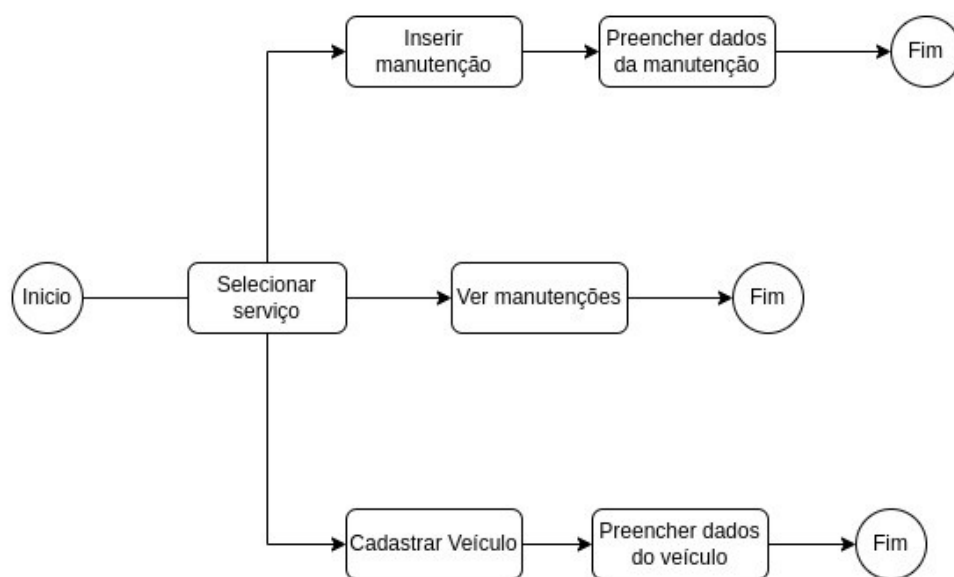 Inserir
manutenção
Preencher dados
da manutenção
Fim
Inicio
Selecionar
serviço
Ver manutenções
Fim
Cadastrar Veículo
Preencher dados
do veículo
Fim